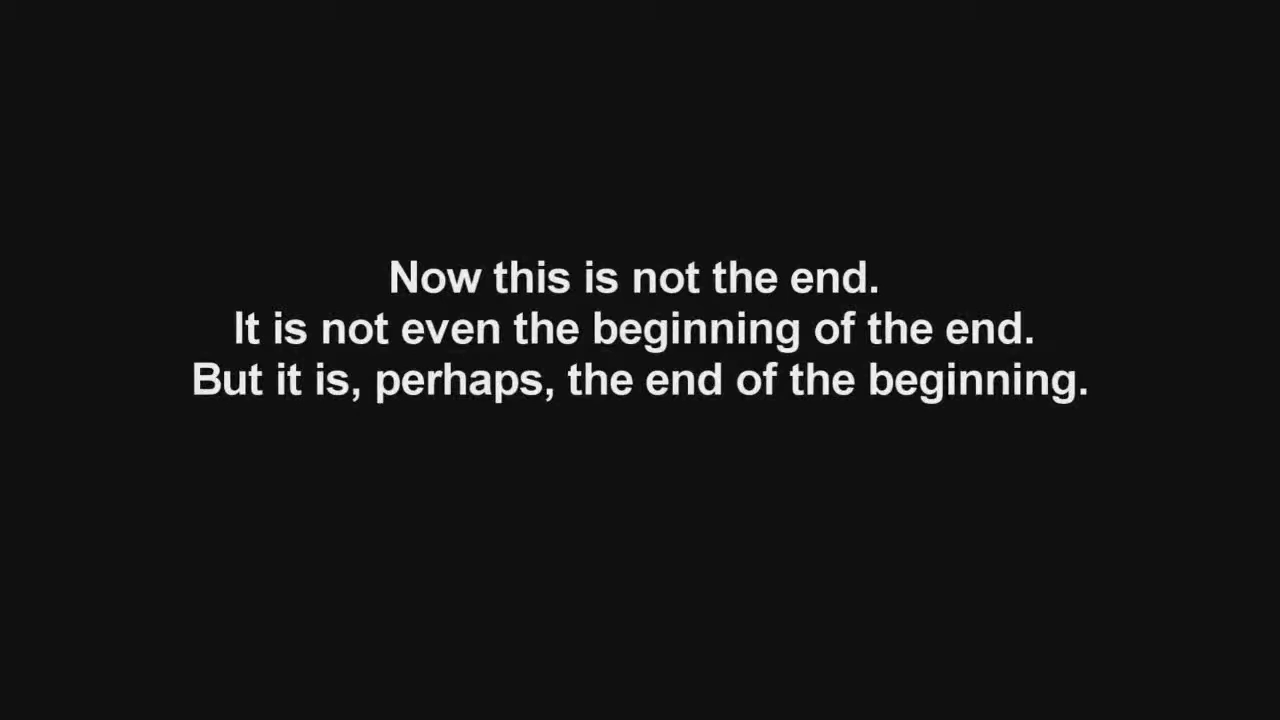 Now this is not the end.
It is not even the beginning of the end.
But it is, perhaps, the end of the beginning.